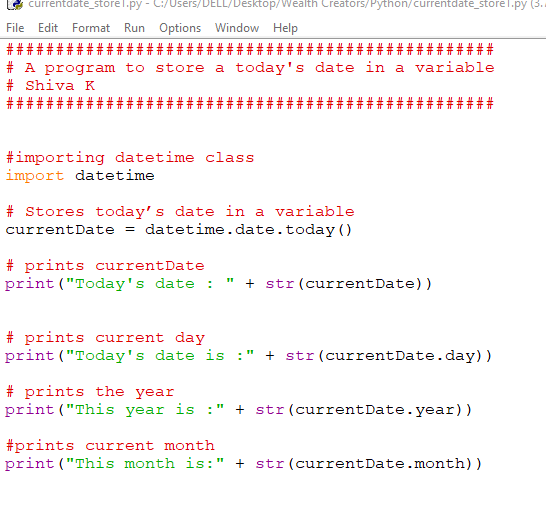 currentdate_store1.py - C:/Users/DELL/Desktop/Wealth Creators/Python/currentdate_store1.py (3.7
File Edit Format Run Options Window Help
#################################################
# A program to store a today's date in a variable
# Shiva K
#################################################
#importing datetime class
import datetime
# Stores today’s date in a variable
currentDate = datetime.date.today()
# prints currentDate
print("Today's date : " + str(currentDate))
# prints current day
print("Today's date is :" + str(currentDate.day))
# prints the year
print("This year is :" + str(currentDate.year))
#prints current month
print("This month is:" + str(currentDate.month))